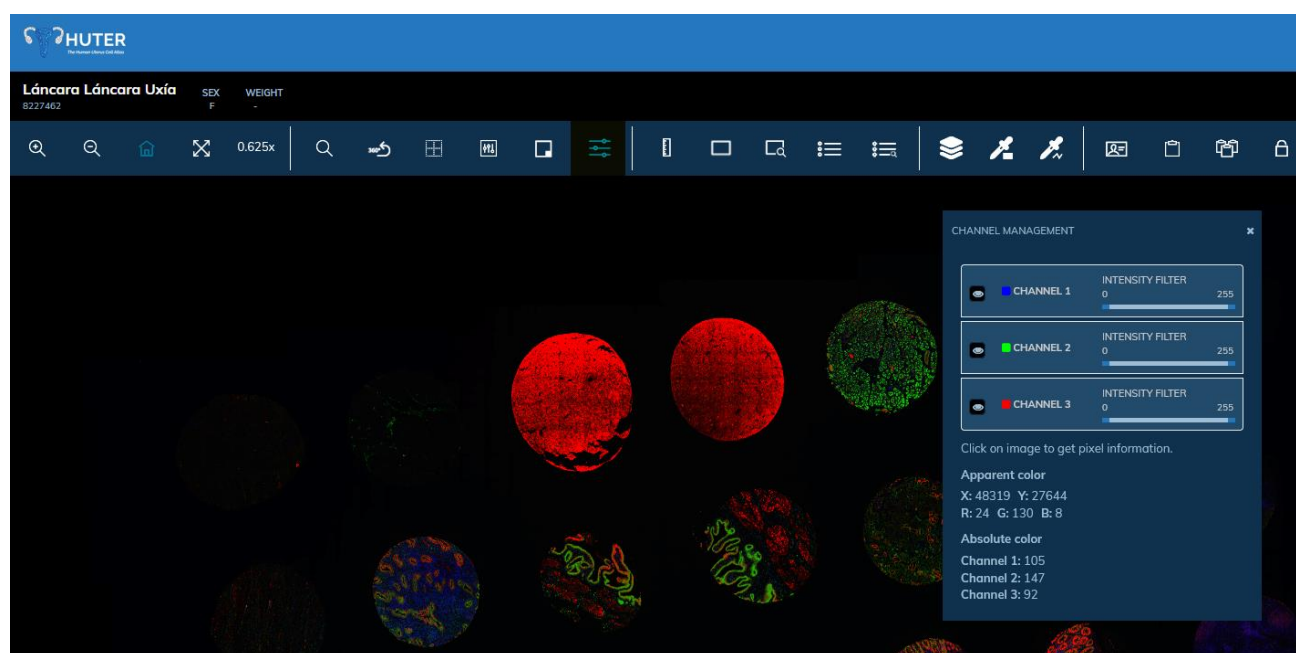 HUTER
The Human Uterus Cell Atlas
Láncara Láncara Uxía
8227462
SEX
F
WEIGHT
-
0.625x
360º
CHANNEL MANAGEMENT
CHANNEL 1
INTENSITY FILTER
0 255
CHANNEL 2
INTENSITY FILTER
0 255
CHANNEL 3
INTENSITY FILTER
0 255
Click on image to get pixel information.
Apparent color
X: 48319 Y: 27644
R: 24 G: 130 B: 8
Absolute color
Channel 1: 105
Channel 2: 147
Channel 3: 92